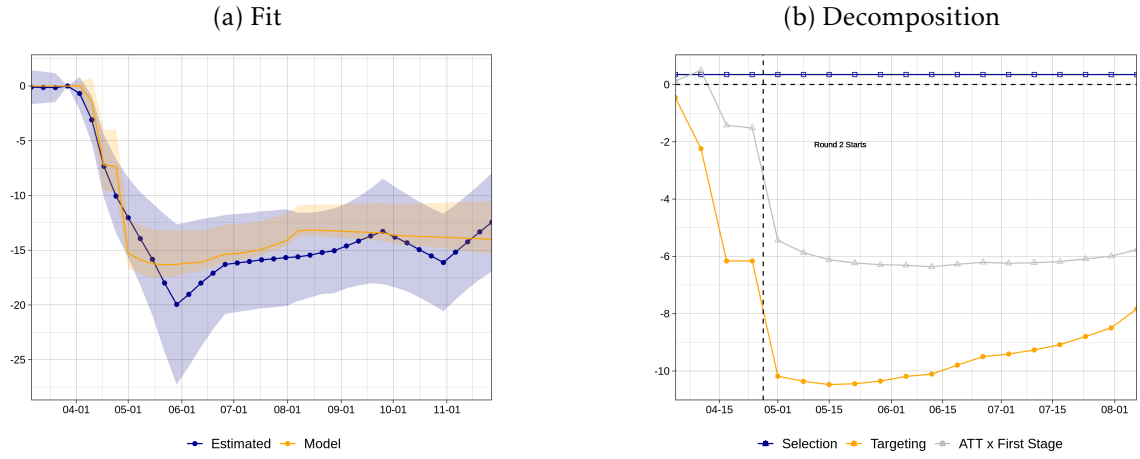 (a) Fit
0
-5
-10
-15
-20
-25
04-01 05-01 06-01 07-01 08-01 09-01 10-01 11-01
Estimated Model
(b) Decomposition
0
-2
-4
-6
-8
-10
Round 2 Starts
04-15 05-01 05-15 06-01 06-15 07-01 07-15 08-01
Selection Targeting ATT x First Stage